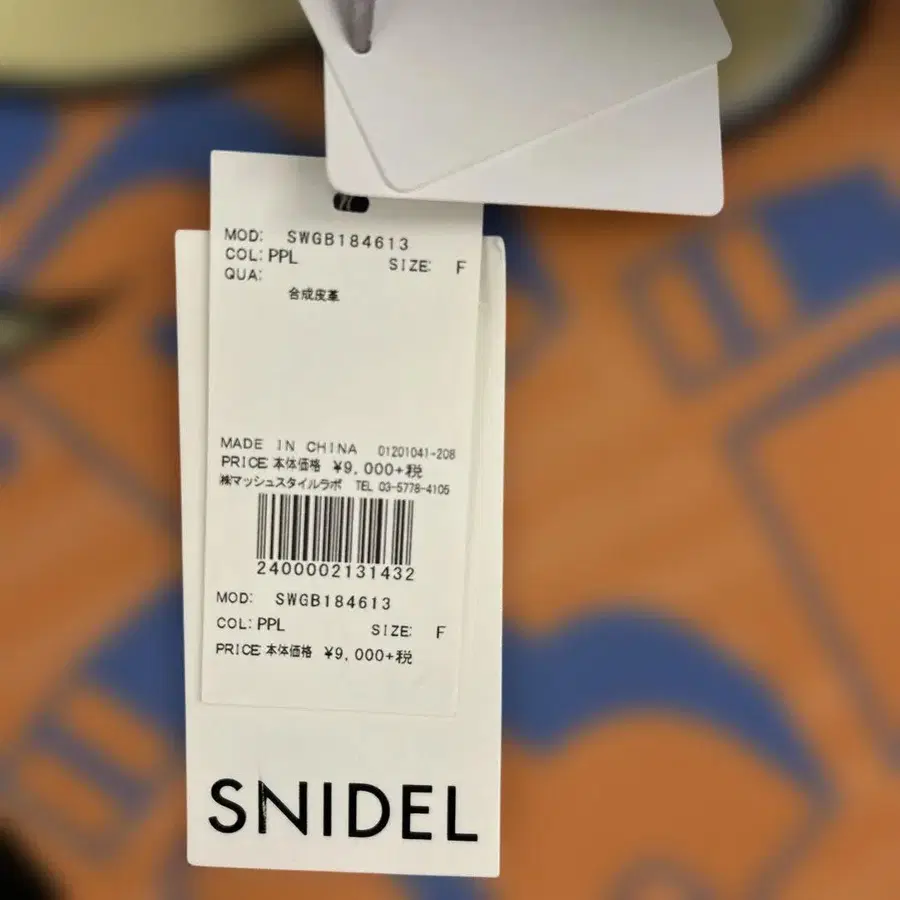 MOD: SWGB184613
COL: PPL SIZE: F
QUA:
合成皮革
MADE IN CHINA 01201041-208
PRICE 本体価格 ¥9,000+税
㈱マッシュスタイルラボ TEL 03-5778-4105
2400002131432
MOD: SWGB184613
COL: PPL SIZE: F
PRICE 本体価格 ¥9,000+税
SNIDEL